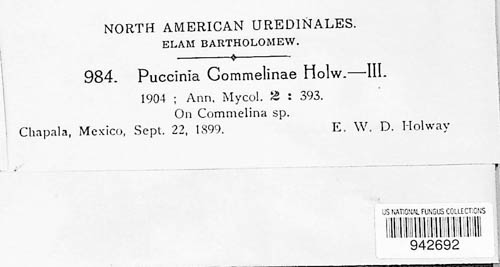 NORTH AMERICAN UREDINALES.
ELAM BARTHOLOMEW.
984. Puccinia Commelinae Holw.—III.
1904 ; Ann, Mycol. 2 : 393.
On Commelina sp.
Chapala, Mexico, Sept. 22, 1899. E. W. D. Holway
US NATIONAL FUNGUS COLLECTIONS
942692